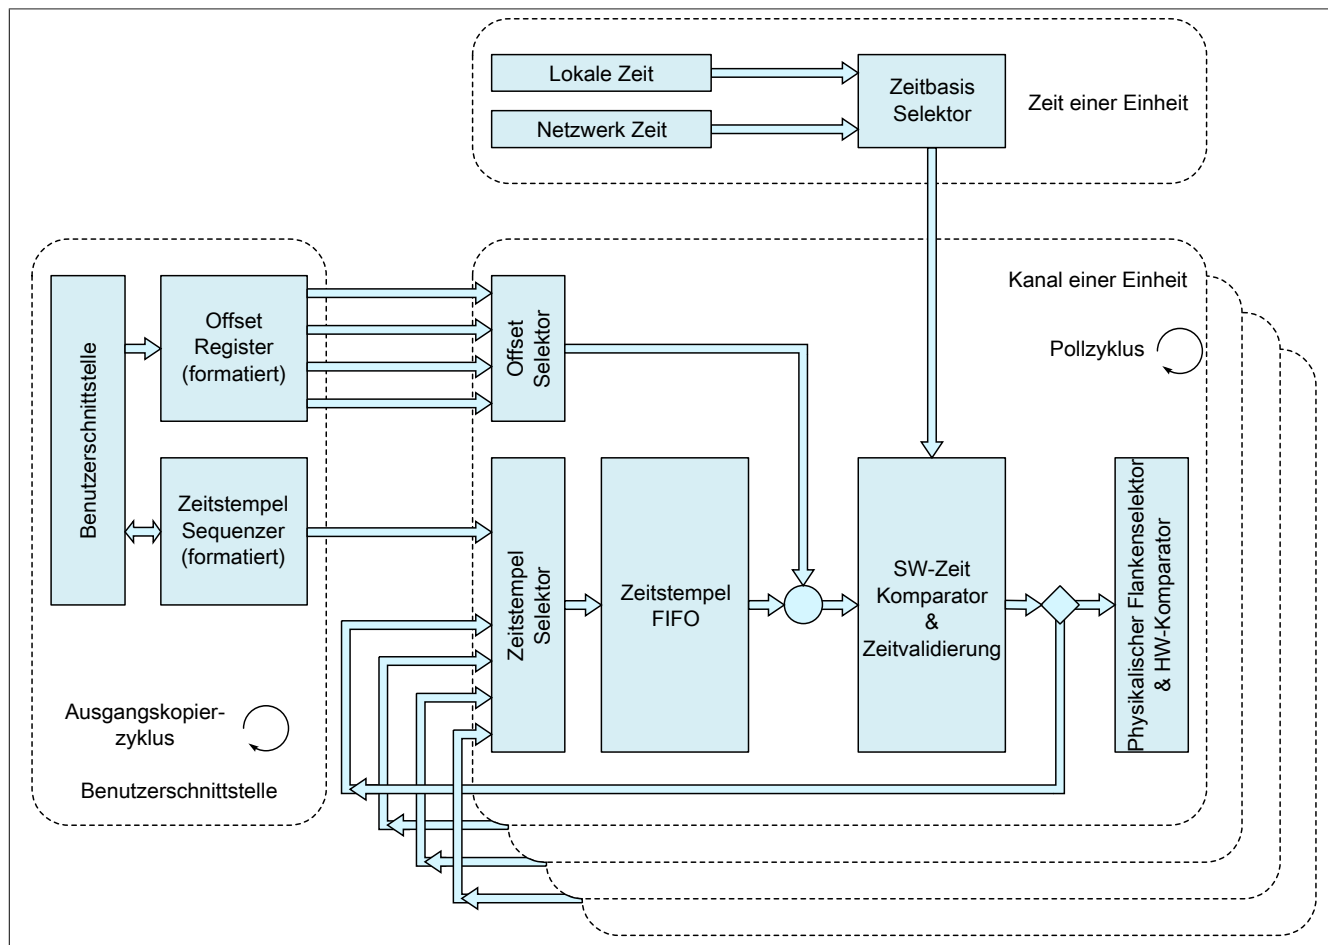 Lokale Zeit
Netzwerk Zeit
Zeitbasis
Selektor
Zeit einer Einheit
Benutzerschnittstelle
Offset
Register
(formatiert)
Zeitstempel
Sequenzer
(formatiert)
Ausgangskopier-
zyklus
Benutzerschnittstelle
Kanal einer Einheit
Pollzyklus
Offset
Selektor
Zeitstempel
Selektor
Zeitstempel
FIFO
SW-Zeit
Komparator
&
Zeitvalidierung
Physikalischer Flankenselektor
& HW-Komparator